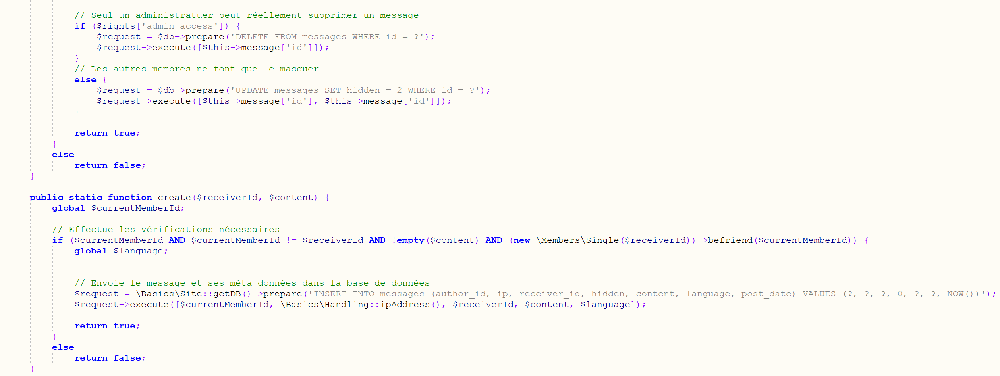 // Seul un administratuer peut réellement supprimer un message
if ($rights['admin_access']) {
$request = $db->prepare('DELETE FROM messages WHERE id = ?');
$request->execute([$this->message['id']]);
}
// Les autres membres ne font que le masquer
else {
$request = $db->prepare('UPDATE messages SET hidden = 2 WHERE id = ?');
$request->execute([$this->message['id'], $this->message['id']]);
}
return true;
}
else
return false;
}
public static function create($receiverId, $content) {
global $currentMemberId;
// Effectue les vérifications nécessaires
if ($currentMemberId AND $currentMemberId != $receiverId AND !empty($content) AND (new \Members\Single($receiverId))->befriend($currentMemberId)) {
global $language;
// Envoie le message et ses méta-données dans la base de données
$request = \Basics\Site::getDB()->prepare('INSERT INTO messages (author_id, ip, receiver_id, hidden, content, language, post_date) VALUES (?, ?, ?, 0, ?, ?, NOW())');
$request->execute([$currentMemberId, \Basics\Handling::ipAddress(), $receiverId, $content, $language]);
return true;
}
else
return false;
}